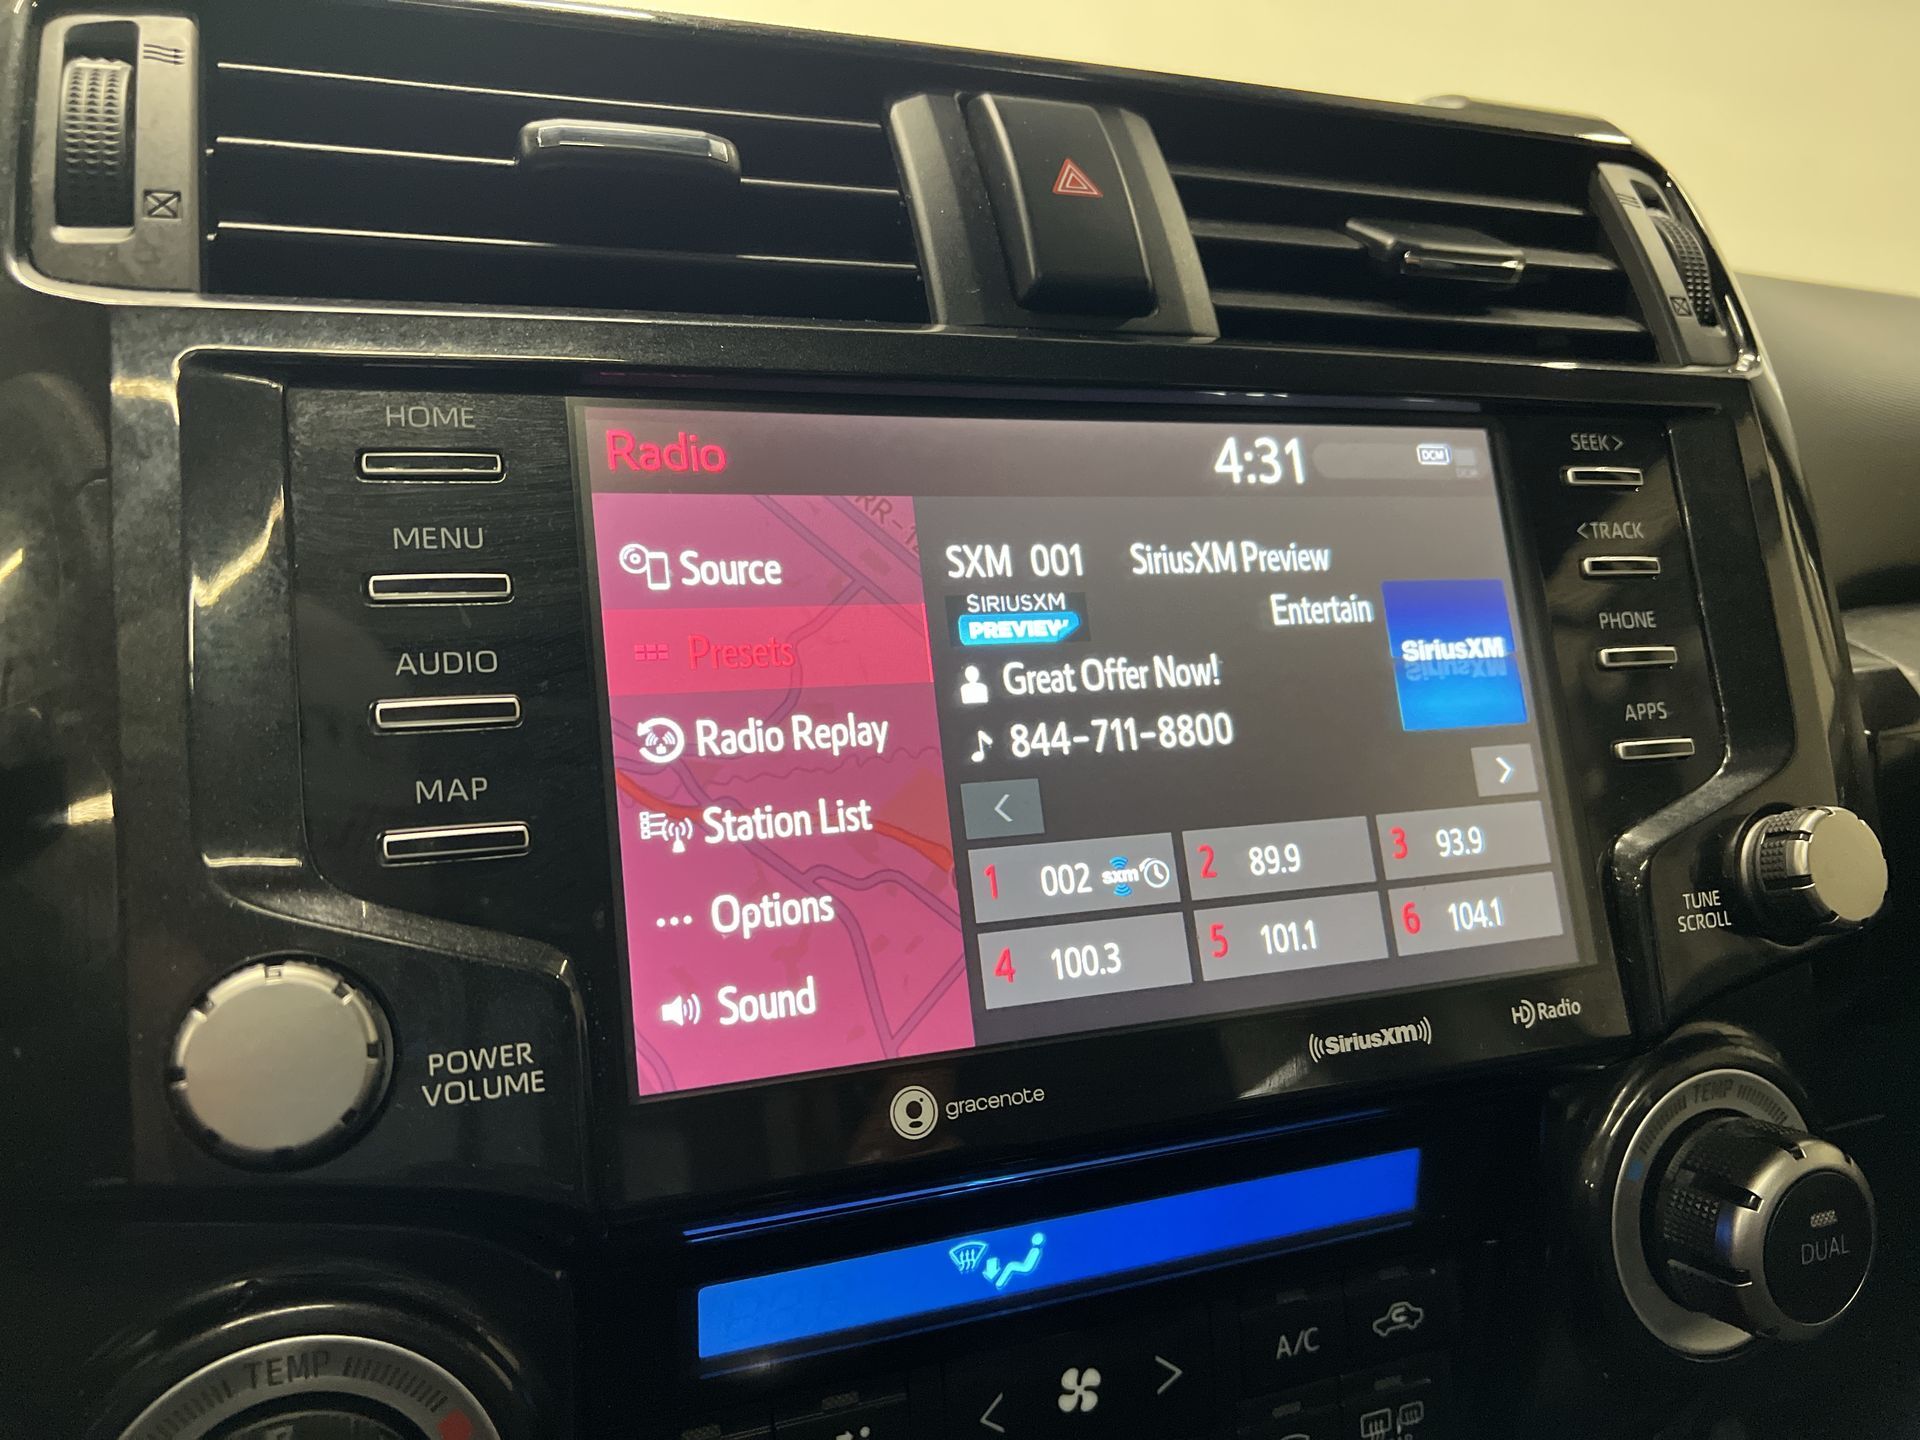 HOME
MENU
AUDIO
MAP
POWER
VOLUME
Radio
4:31
DCM
RR-12
Source
Presets
Radio Replay
Station List
Options
Sound
SXM 001 SiriusXM Preview
SIRIUSXM
PREVIEW
Entertain
SiriusXM
Great Offer Now!
844-711-8800
<
>
1 002 sxm
2 89.9
3 93.9
4 100.3
5 101.1
6 104.1
SEEK >
< TRACK
PHONE
APPS
TUNE
SCROLL
gracenote
((SiriusXM))
HD Radio
TEMP
DUAL
TEMP
A/C